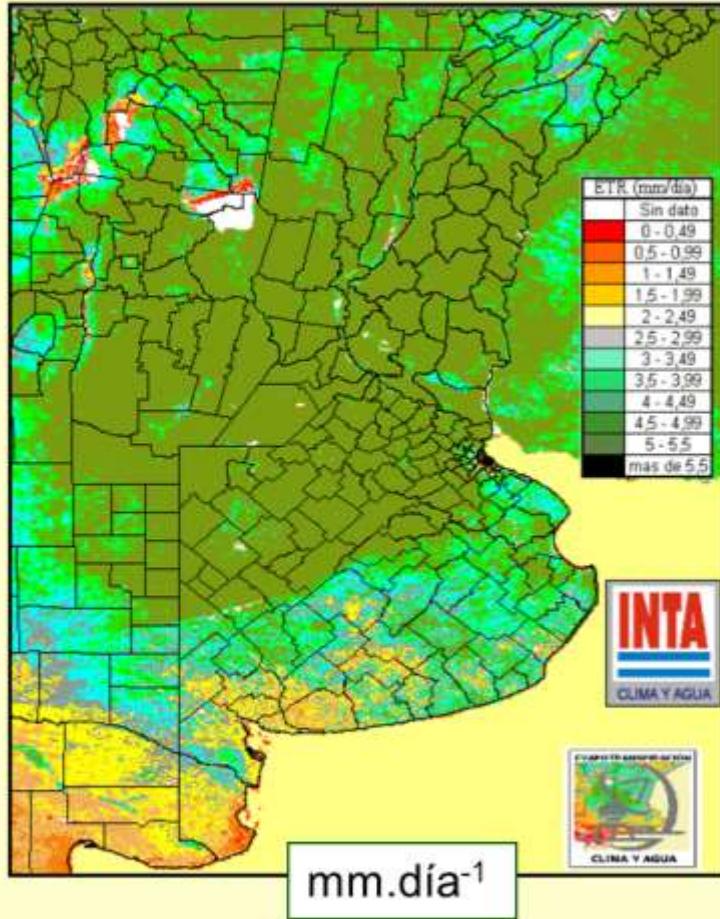 ETR (mm/día)
Sin dato
0 - 0,49
0,5 - 0,99
1 - 1,49
1,5 - 1,99
2 - 2,49
2,5 - 2,99
3 - 3,49
3,5 - 3,99
4 - 4,49
4,5 - 4,99
5 - 5,5
mas de 5,5
INTA
CLIMA Y AGUA
EVAPOTRANSPIRACIÓN
CLIMA Y AGUA
mm.día⁻¹